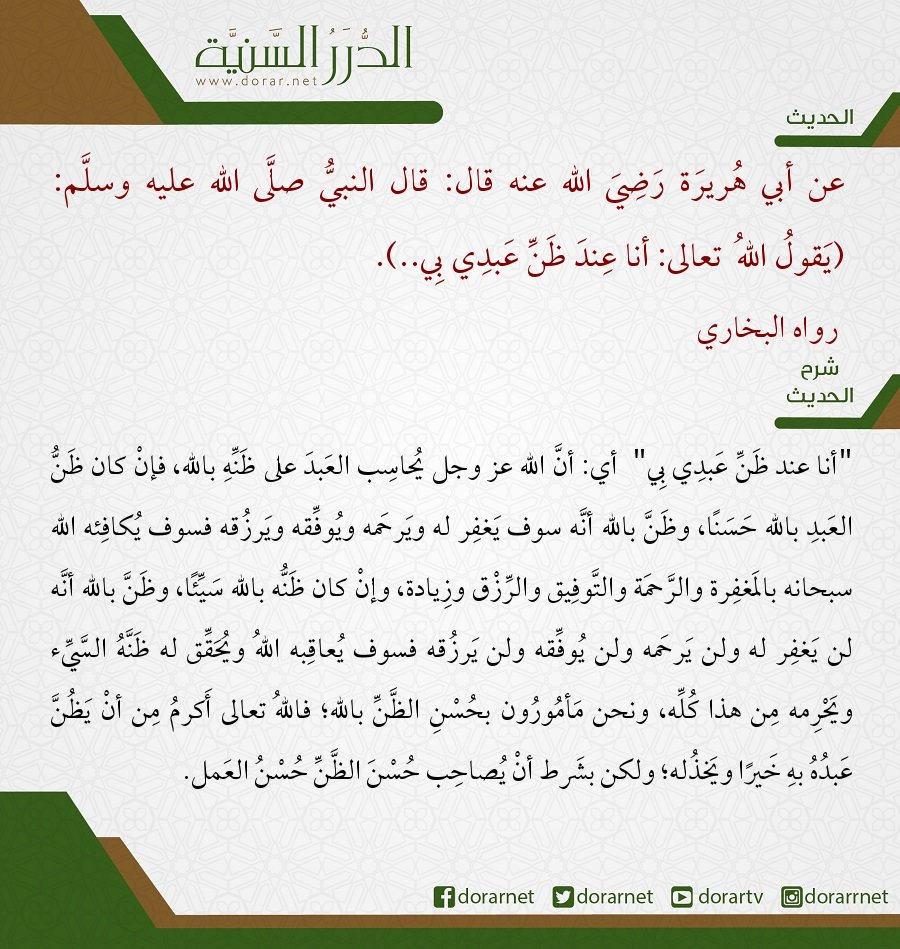 الدُّرَرُ السَّنِيَّة
www.dorar.net
الحديث
عن أَبي هُريرَة رَضِيَ الله عنه قال: قال النبيُّ صلَّى الله عليه وسلَّم:
(يَقولُ اللهُ تعالى: أنا عِندَ ظَنِّ عَبدِي بِي..).
رواه البخاري
شرح
الحديث
"أنا عند ظَنِّ عَبدِي بِي" أي: أنَّ الله عز وجل يُحاسِب العَبدَ على ظَنِّهِ بالله، فإنْ كان ظَنُّ
العَبدِ بالله حَسَنًا، وظَنَّ بالله أنَّه سوف يَغفِر له ويَرحَمه ويُوفِّقه ويَرزُقه فسوف يُكافِئه الله
سبحانه بالمَغفِرة والرَّحمَة والتَّوفِيق والرِّزْق وزِيادة، وإنْ كان ظَنُّه بالله سَيِّئًا، وظَنَّ بالله أنَّه
لن يَغفِر له ولن يَرحَمه ولن يُوفِّقه ولن يَرزُقه فسوف يُعاقِبه اللهُ ويُحَقِّق له ظَنَّهُ السَّيِّء
ويَحْرِمه مِن هذا كُلِّه، ونحن مَأمُورُون بحُسْنِ الظَّنِّ بالله؛ فاللهُ تعالى أَكرمُ مِن أنْ يَظُنَّ
عَبدُهُ بهِ خَيرًا ويَخذُله؛ ولكن بشَرط أنْ يُصاحِب حُسْنَ الظَّنِّ حُسْنُ العَمل.
dorarnet dorarnet dorartv dorarrnet